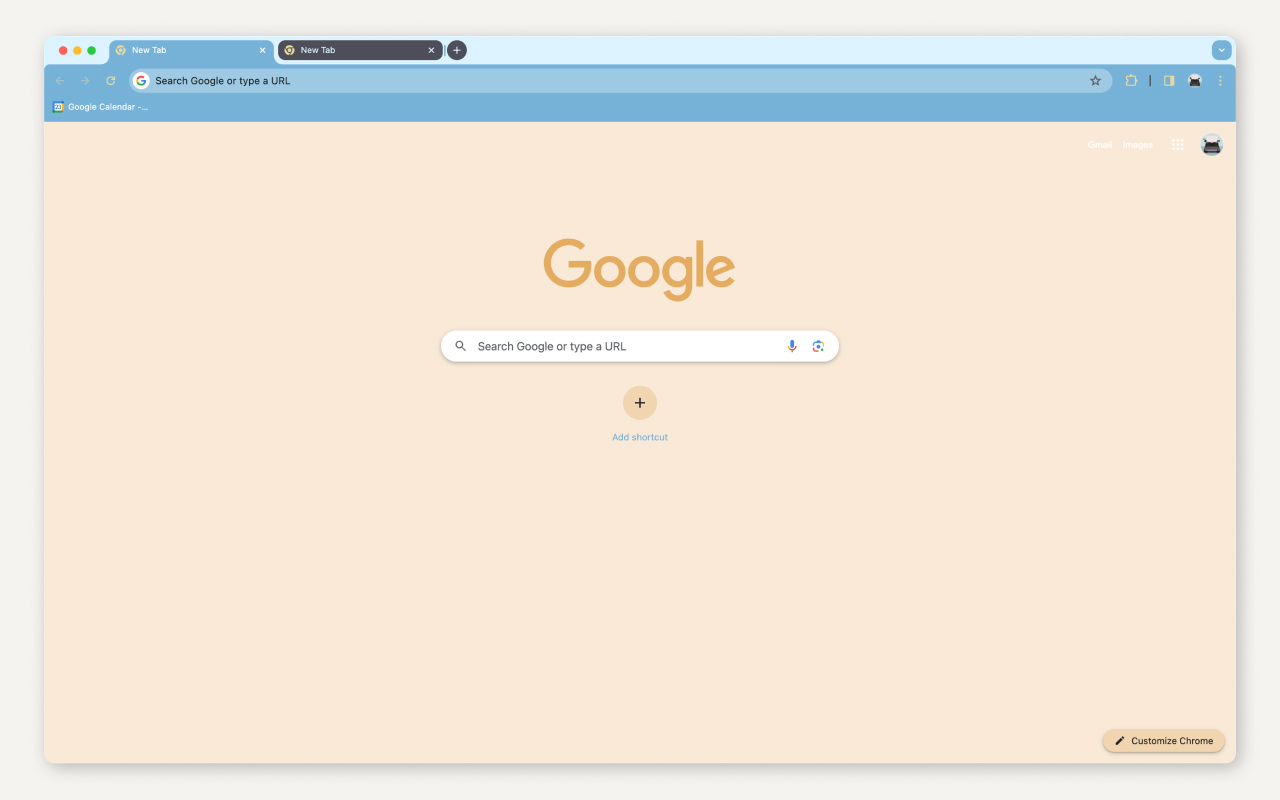 New Tab
New Tab
Search Google or type a URL
Google Calendar -...
Gmail Images
Google
Search Google or type a URL
Add shortcut
Customize Chrome